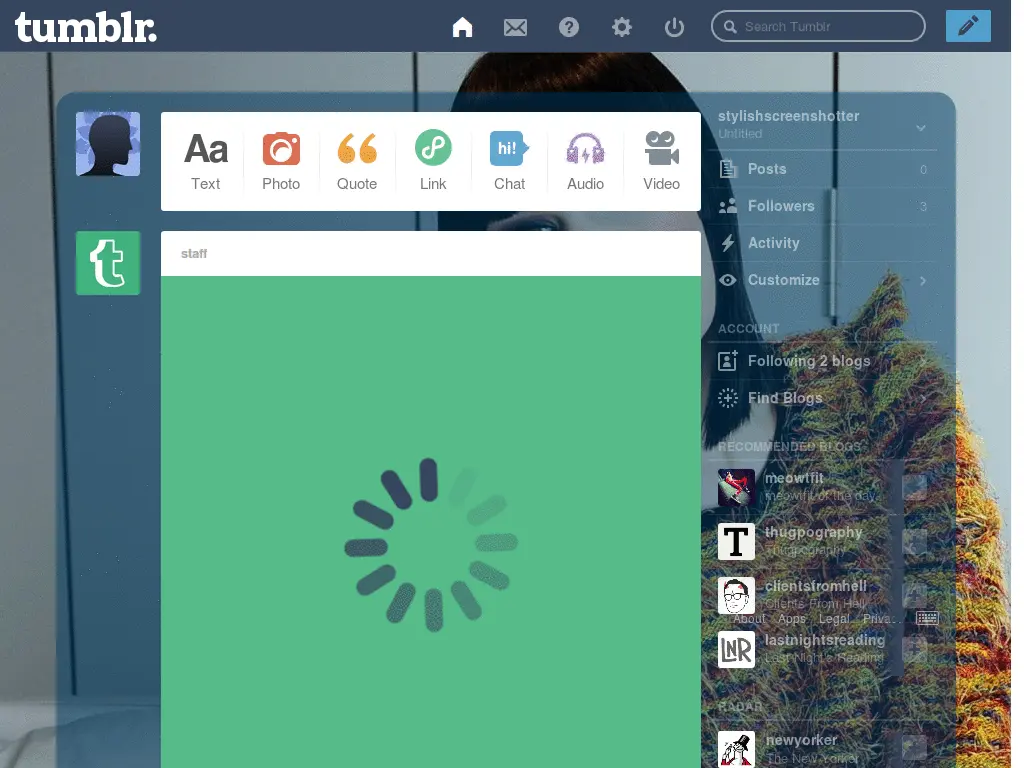 tumblr.
Search Tumblr
Aa
Text
Photo
Quote
Link
hi!
Chat
Audio
Video
t
staff
stylishscreenshotter
Untitled
Posts 0
Followers 3
Activity
Customize
ACCOUNT
Following 2 blogs
Find Blogs
RECOMMENDED BLOGS
meowtfit
meowtfit of the day
T
thugpography
Thugpography
clientsfromhell
Clients From Hell
About Apps Legal Priva...
LNR
lastnightsreading
Last Night's Reading
RADAR
newyorker
The New Yorker